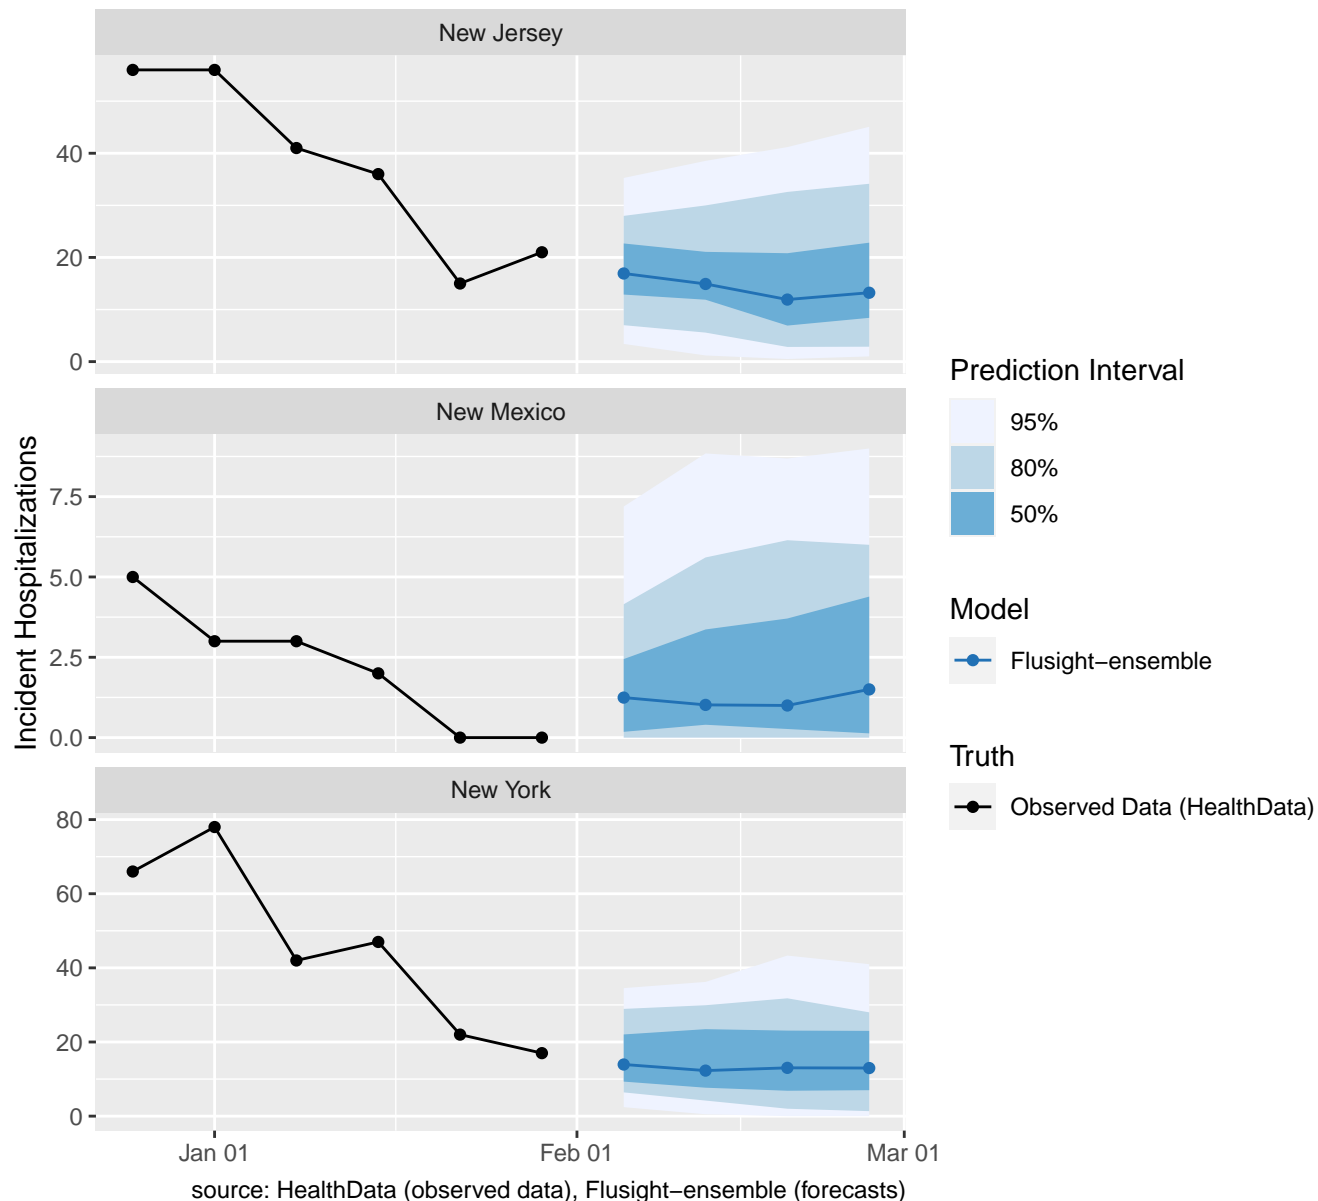 New Jersey
40
20
0
New Mexico
7.5
5.0
2.5
0.0
New York
80
60
40
20
0
Jan 01
Feb 01
Mar 01
Incident Hospitalizations
source: HealthData (observed data), Flusight−ensemble (forecasts)
Prediction Interval
95%
80%
50%
Model
Flusight−ensemble
Truth
Observed Data (HealthData)